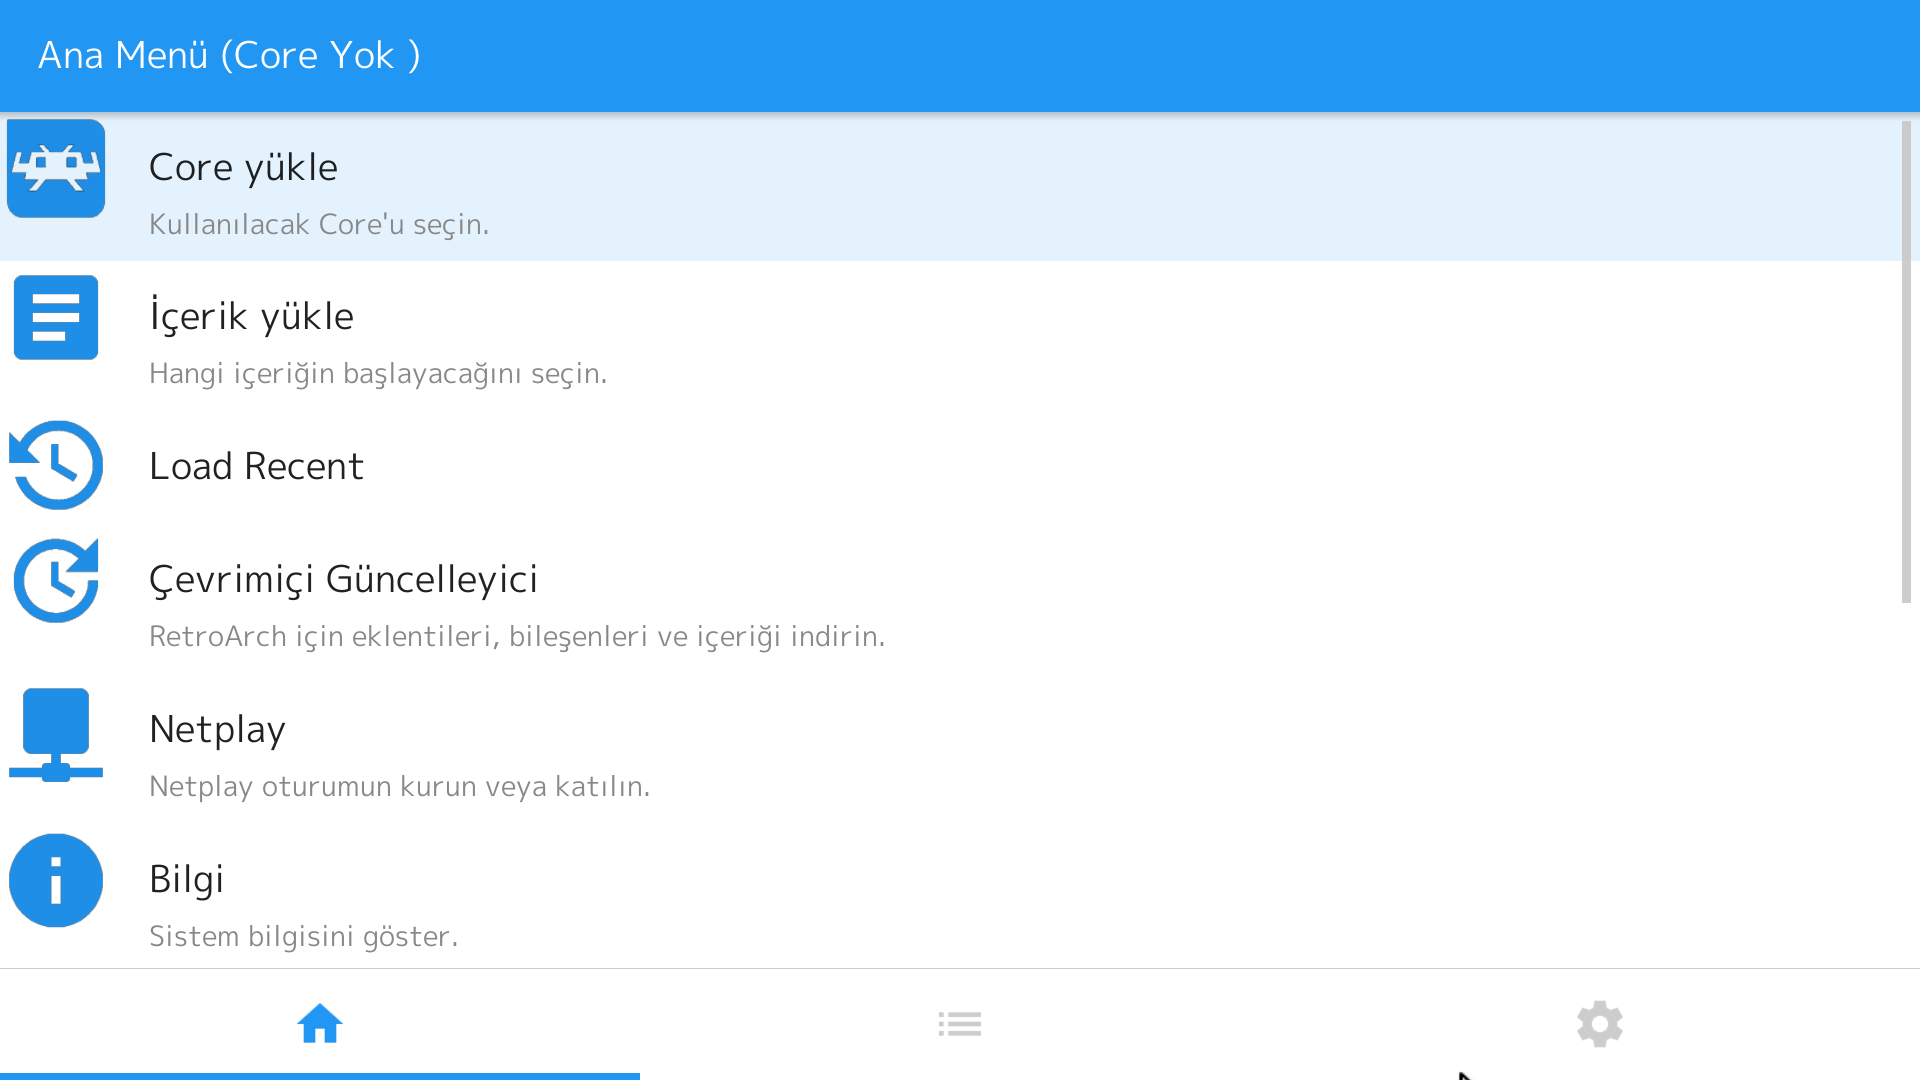 Ana Menü (Core Yok )
Core yükle
Kullanılacak Core'u seçin.
İçerik yükle
Hangi içeriğin başlayacağını seçin.
Load Recent
Çevrimiçi Güncelleyici
RetroArch için eklentileri, bileşenleri ve içeriği indirin.
Netplay
Netplay oturumun kurun veya katılın.
Bilgi
Sistem bilgisini göster.